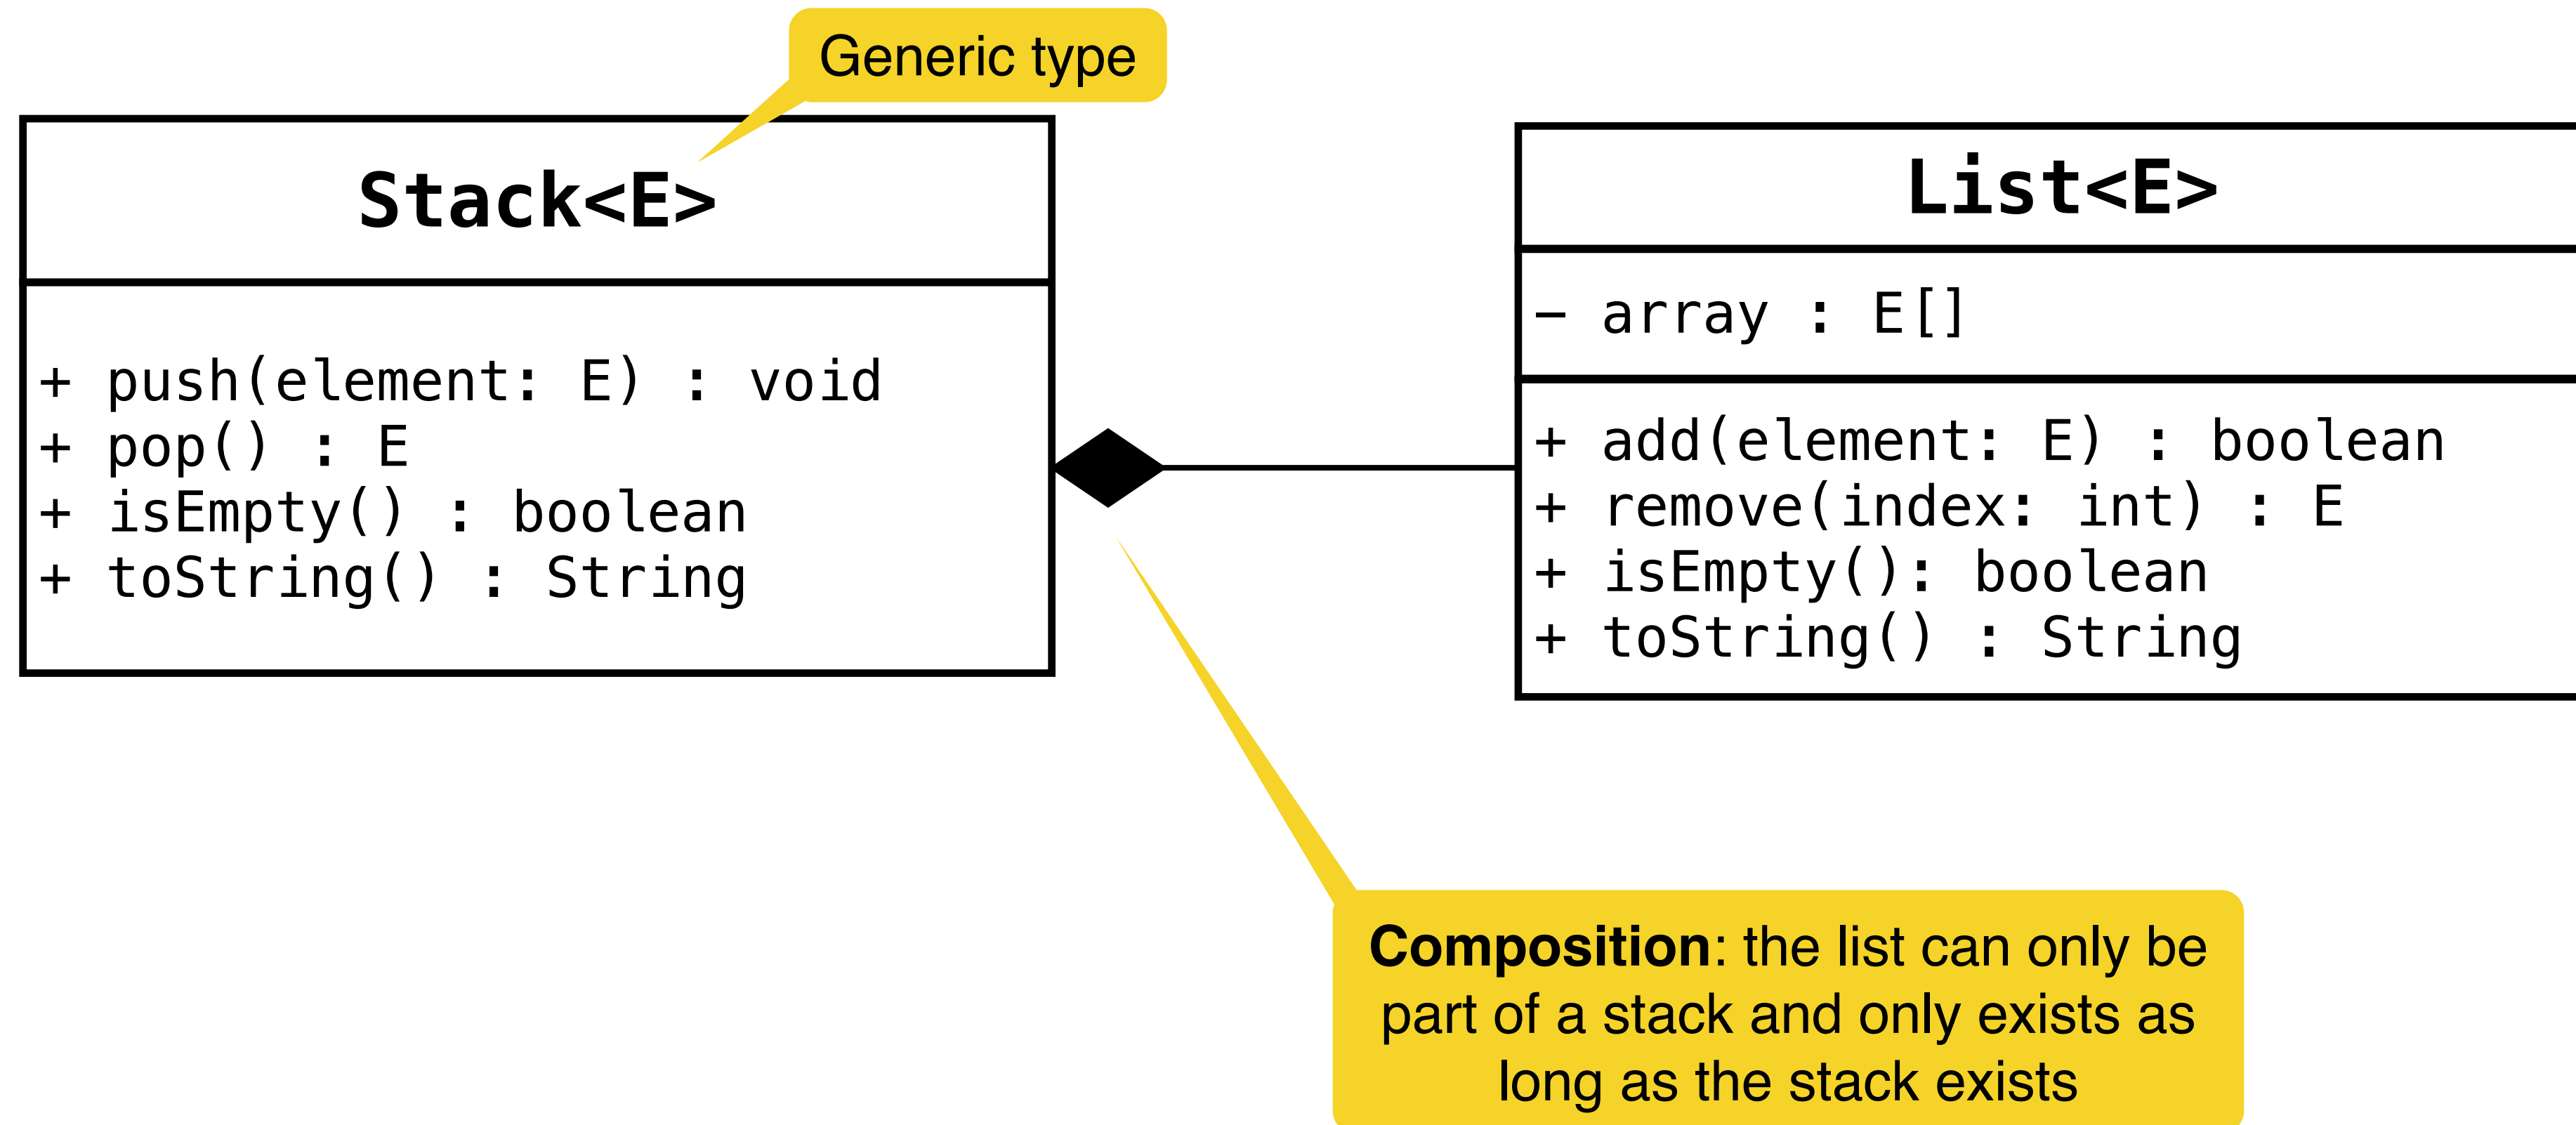 Generic type
Stack<E>
+ push(element: E) : void
+ pop() : E
+ isEmpty() : boolean
+ toString() : String
List<E>
− array : E[]
+ add(element: E) : boolean
+ remove(index: int) : E
+ isEmpty(): boolean
+ toString() : String
Composition: the list can only be
part of a stack and only exists as
long as the stack exists